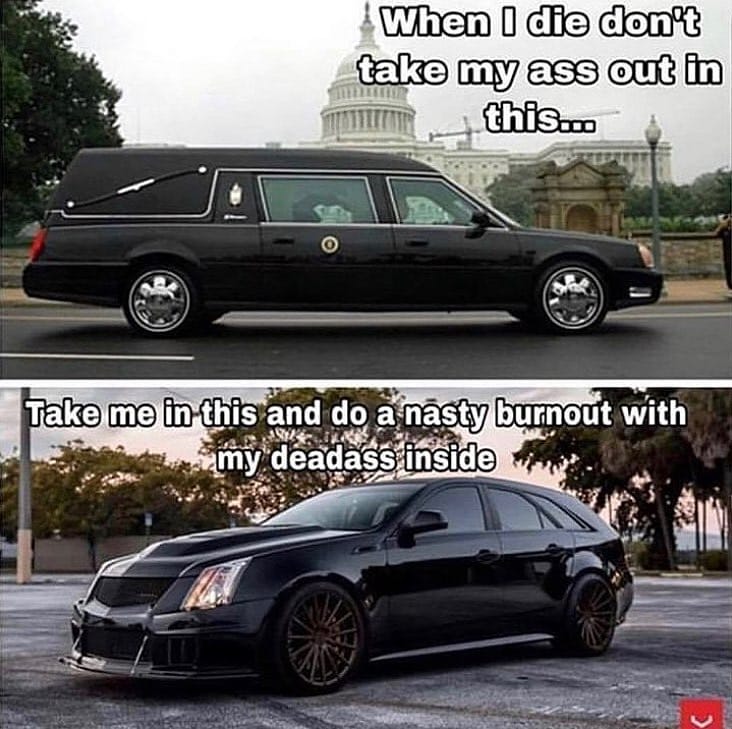 When I die don't
take my ass out in
this...
Take me in this and do a nasty burnout with
my deadass inside